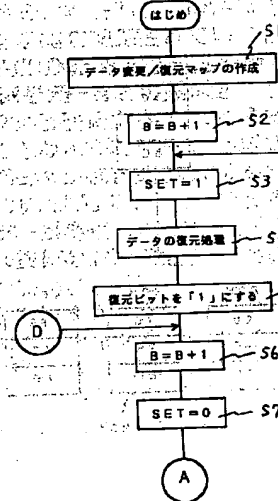 はじめ
S
データ変更/復元マップの作成
B=B+1 S2
SET=1 S3
データの復元処理 S
復元ビットを「1」にする
D
B=B+1 S6
SET=0 S7
A